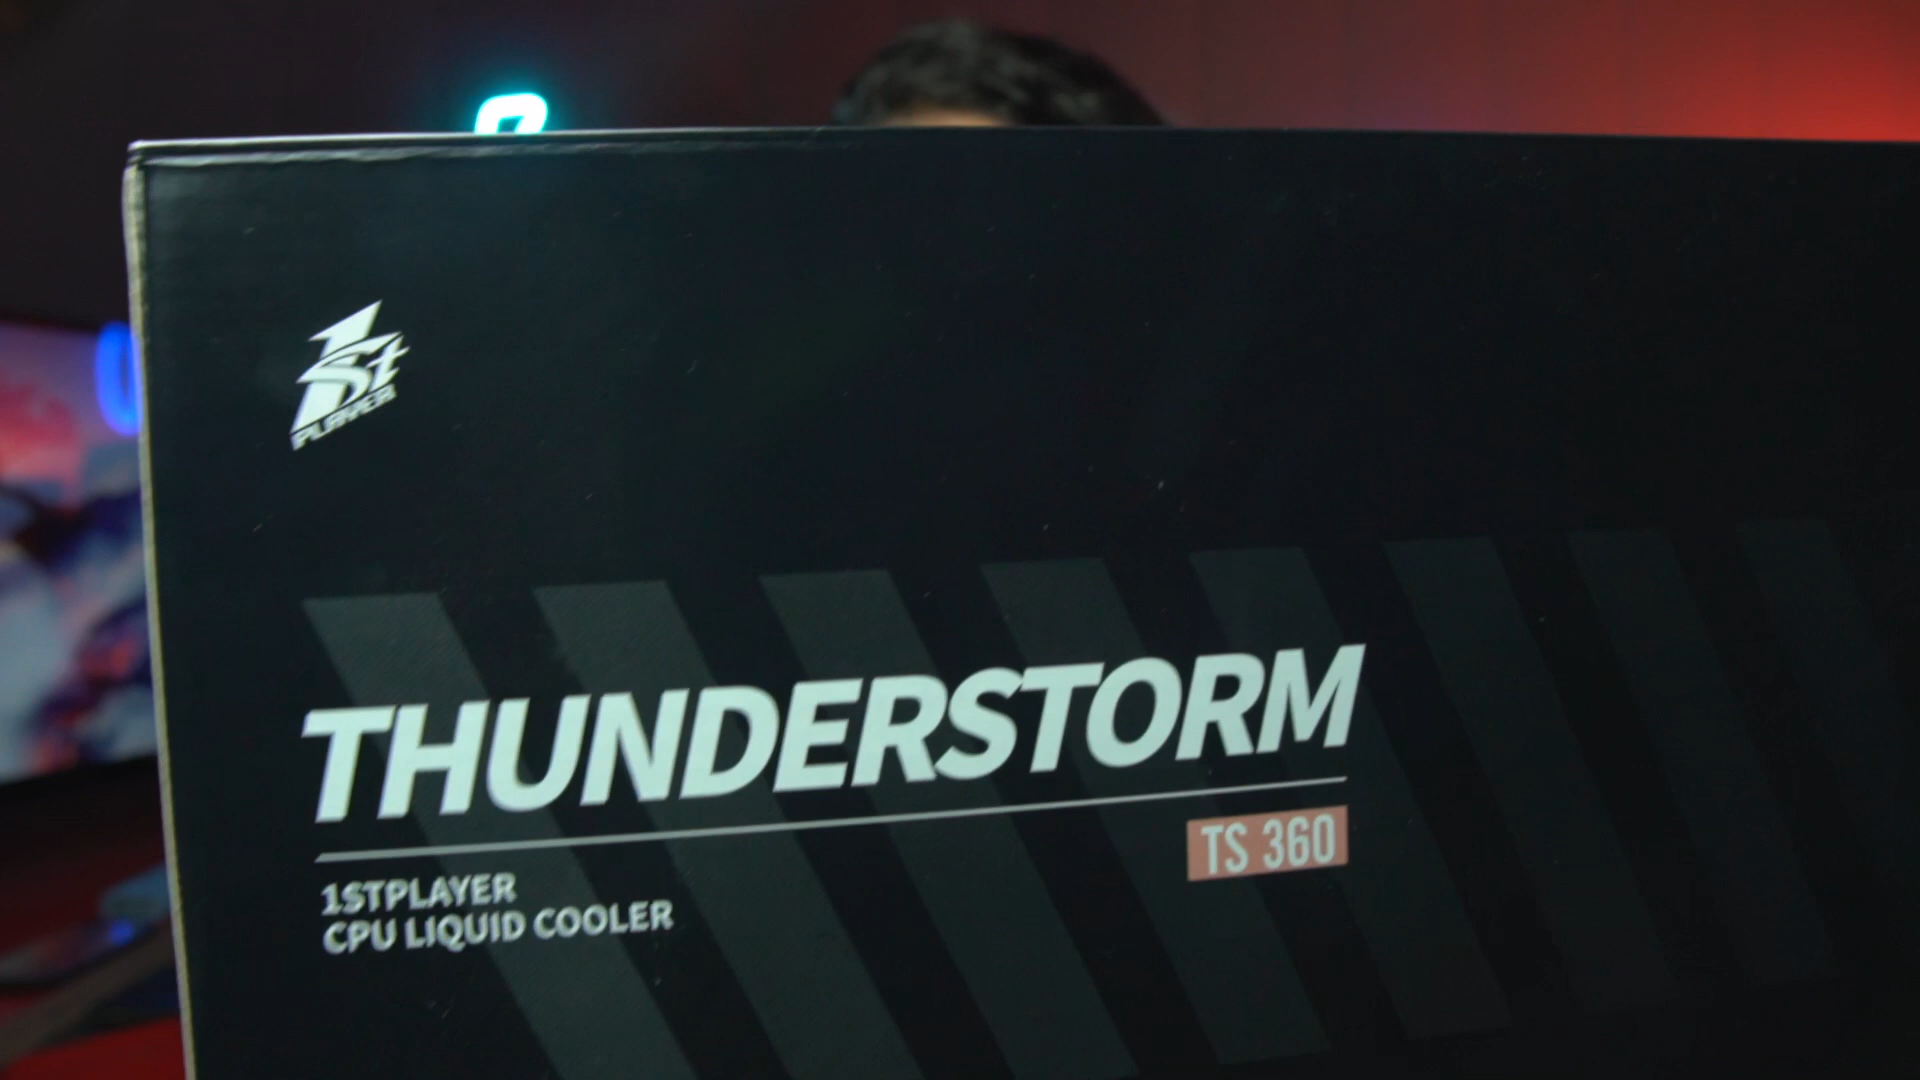 1St
PLAYER
THUNDERSTORM
TS 360
1STPLAYER
CPU LIQUID COOLER